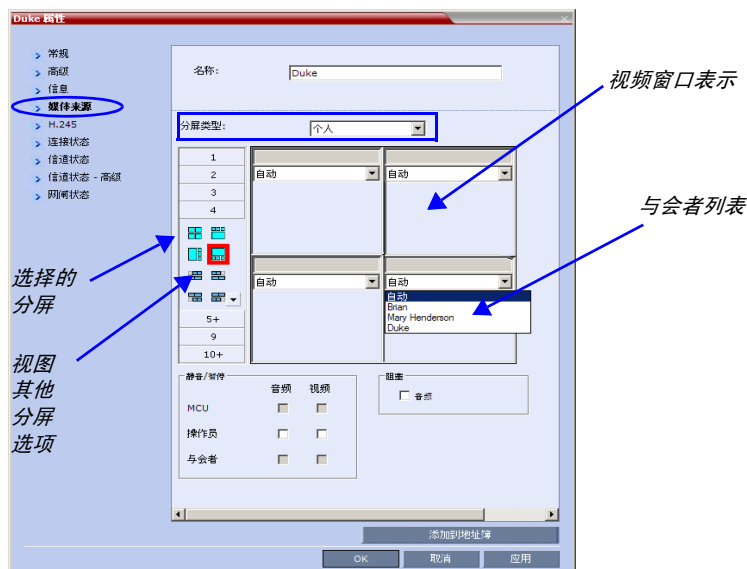 Duke 属性
常规
高级
信息
媒体来源
H.245
连接状态
信道状态
信道状态 - 高级
网闸状态
名称:
Duke
分屏类型:
个人
1
2
3
4
5+
9
10+
自动
自动
自动
自动
自动
Brian
Mary Henderson
Duke
静音/暂停
音频 视频
MCU
操作员
与会者
阻塞
音频
添加到地址簿
OK
取消
应用
视频窗口表示
与会者列表
选择的
分屏
视图
其他
分屏
选项